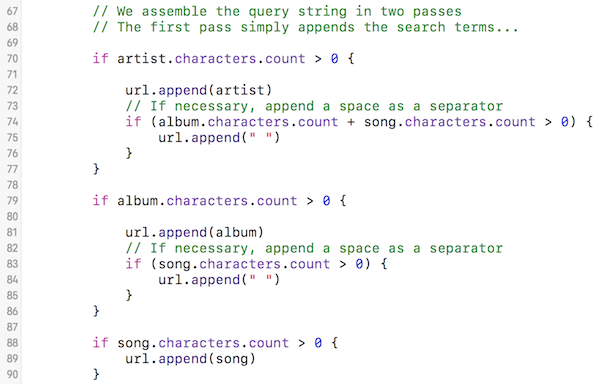 67 // We assemble the query string in two passes
68 // The first pass simply appends the search terms...
69
70 if artist.characters.count > 0 {
71
72 url.append(artist)
73 // If necessary, append a space as a separator
74 if (album.characters.count + song.characters.count > 0) {
75 url.append(" ")
76 }
77 }
78
79 if album.characters.count > 0 {
80
81 url.append(album)
82 // If necessary, append a space as a separator
83 if (song.characters.count > 0) {
84 url.append(" ")
85 }
86 }
87
88 if song.characters.count > 0 {
89 url.append(song)
90 }